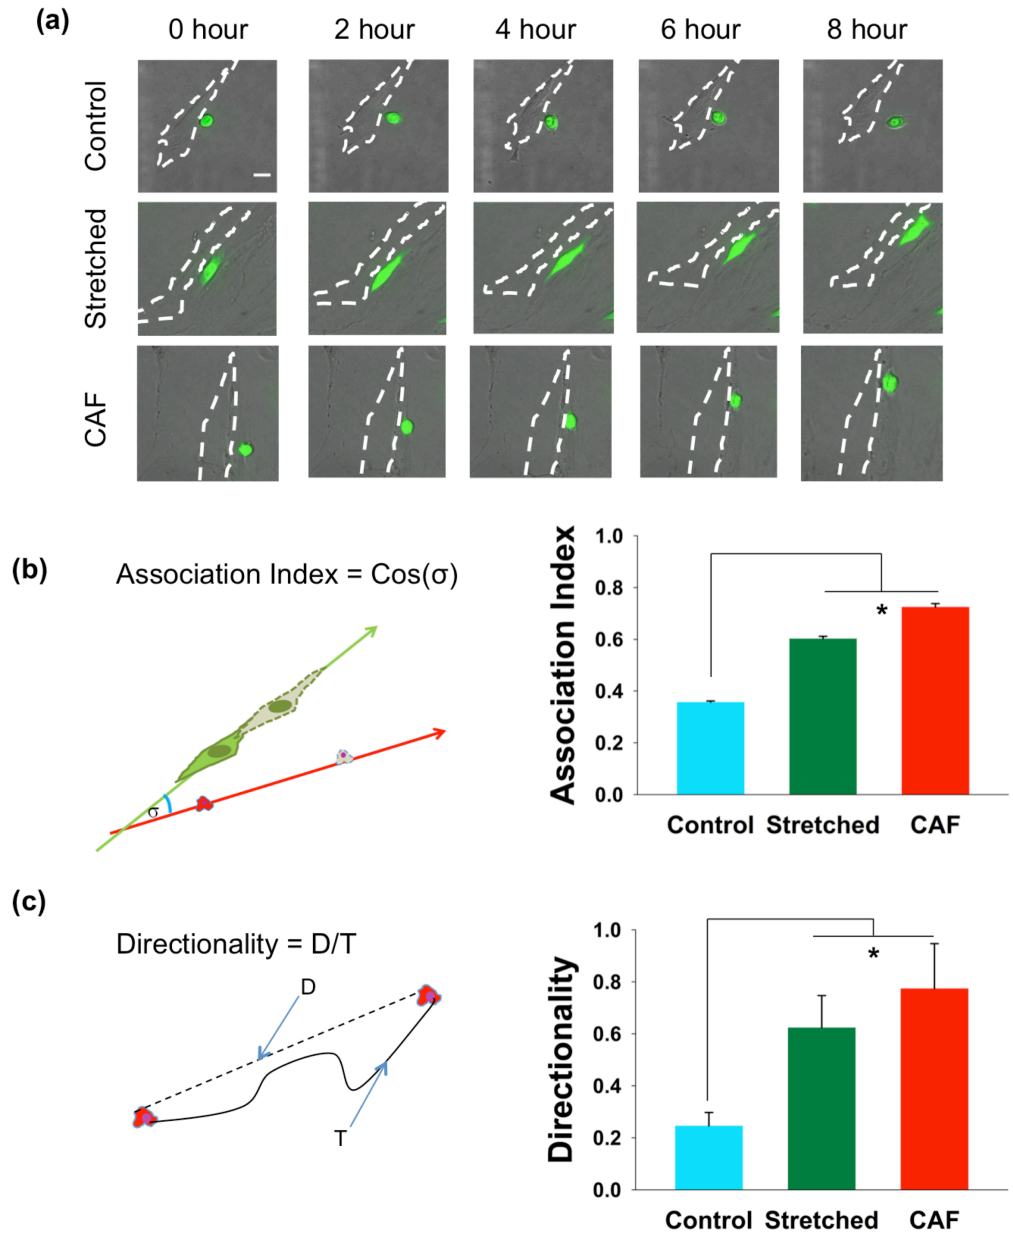 (a)
0 hour 2 hour 4 hour 6 hour 8 hour
Control
Stretched
CAF
(b)
Association Index = Cos(σ)
σ
Association Index
1.0
0.8
0.6
0.4
0.2
0.0
*
Control Stretched CAF
(c)
Directionality = D/T
D
T
Directionality
1.0
0.8
0.6
0.4
0.2
0.0
*
Control Stretched CAF